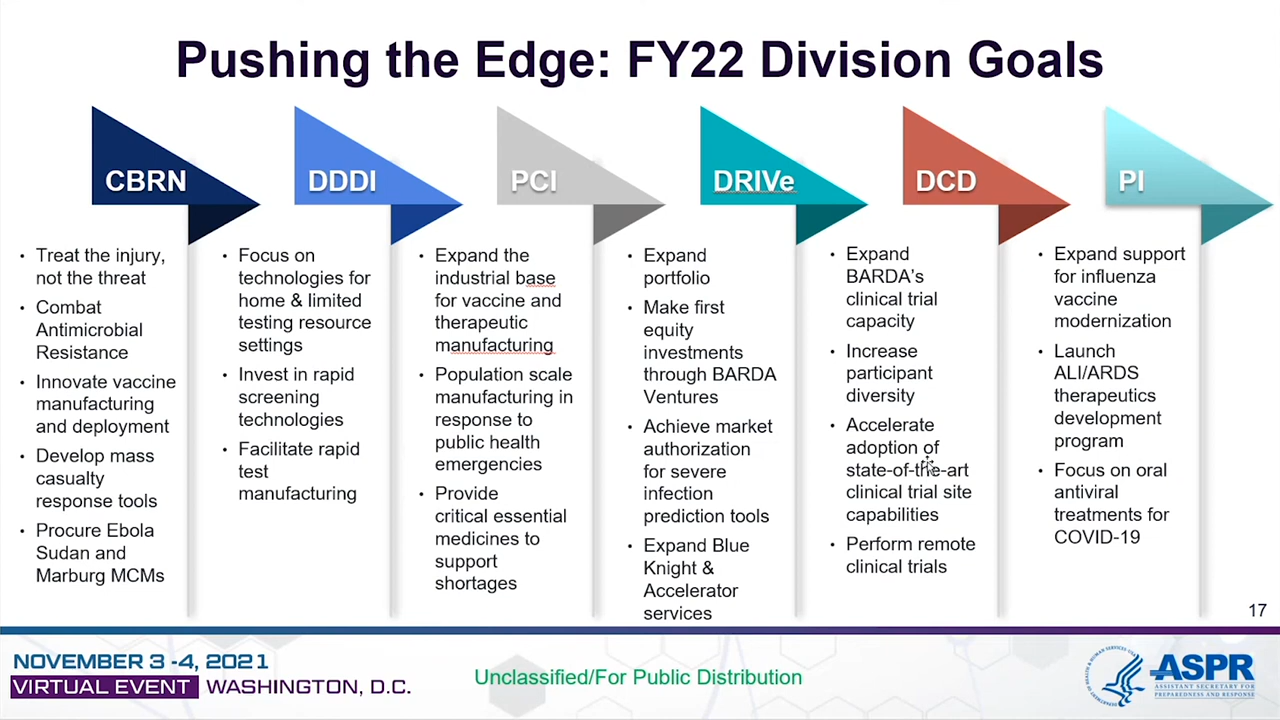 Pushing the Edge: FY22 Division Goals
CBRN
• Treat the injury,
not the threat
• Combat
Antimicrobial
Resistance
• Innovate vaccine
manufacturing
and deployment
• Develop mass
casualty
response tools
• Procure Ebola
Sudan and
Marburg MCMs
DDDI
• Focus on
technologies for
home & limited
testing resource
settings
• Invest in rapid
screening
technologies
• Facilitate rapid
test
manufacturing
PCI
• Expand the
industrial base
for vaccine and
therapeutic
manufacturing
• Population scale
manufacturing in
response to
public health
emergencies
• Provide
critical essential
medicines to
support
shortages
DRIVe
• Expand
portfolio
• Make first
equity
investments
through BARDA
Ventures
• Achieve market
authorization
for severe
infection
prediction tools
• Expand Blue
Knight &
Accelerator
services
DCD
• Expand
BARDA's
clinical trial
capacity
• Increase
participant
diversity
• Accelerate
adoption of
state-of-the-art
clinical trial site
capabilities
• Perform remote
clinical trials
PI
• Expand support
for influenza
vaccine
modernization
• Launch
ALI/ARDS
therapeutics
development
program
• Focus on oral
antiviral
treatments for
COVID-19
17
NOVEMBER 3 -4, 2021
VIRTUAL EVENT WASHINGTON, D.C.
Unclassified/For Public Distribution
ASPR
ASSISTANT SECRETARY FOR
PREPAREDNESS AND RESPONSE